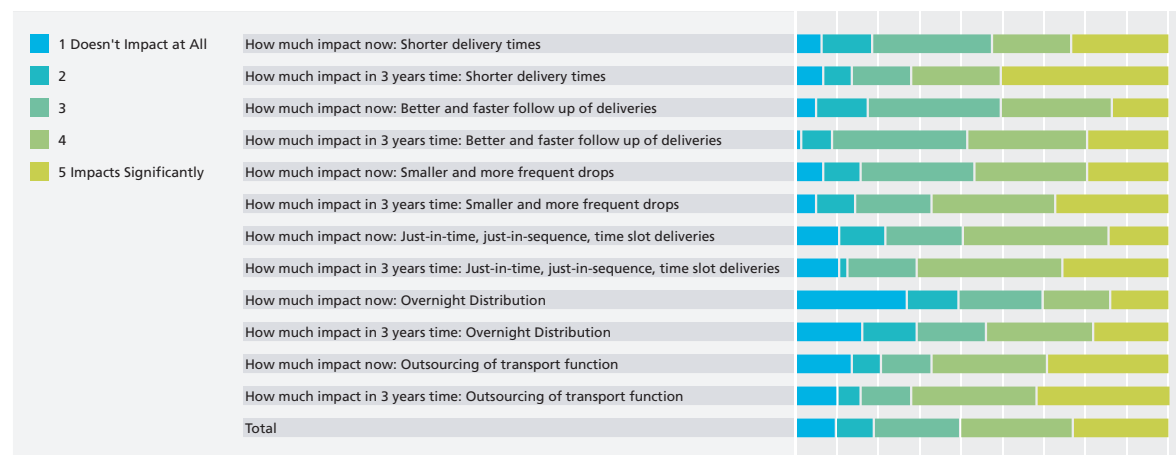 1 Doesn't Impact at All
2
3
4
5 Impacts Significantly
How much impact now: Shorter delivery times
How much impact in 3 years time: Shorter delivery times
How much impact now: Better and faster follow up of deliveries
How much impact in 3 years time: Better and faster follow up of deliveries
How much impact now: Smaller and more frequent drops
How much impact in 3 years time: Smaller and more frequent drops
How much impact now: Just-in-time, just-in-sequence, time slot deliveries
How much impact in 3 years time: Just-in-time, just-in-sequence, time slot deliveries
How much impact now: Overnight Distribution
How much impact in 3 years time: Overnight Distribution
How much impact now: Outsourcing of transport function
How much impact in 3 years time: Outsourcing of transport function
Total